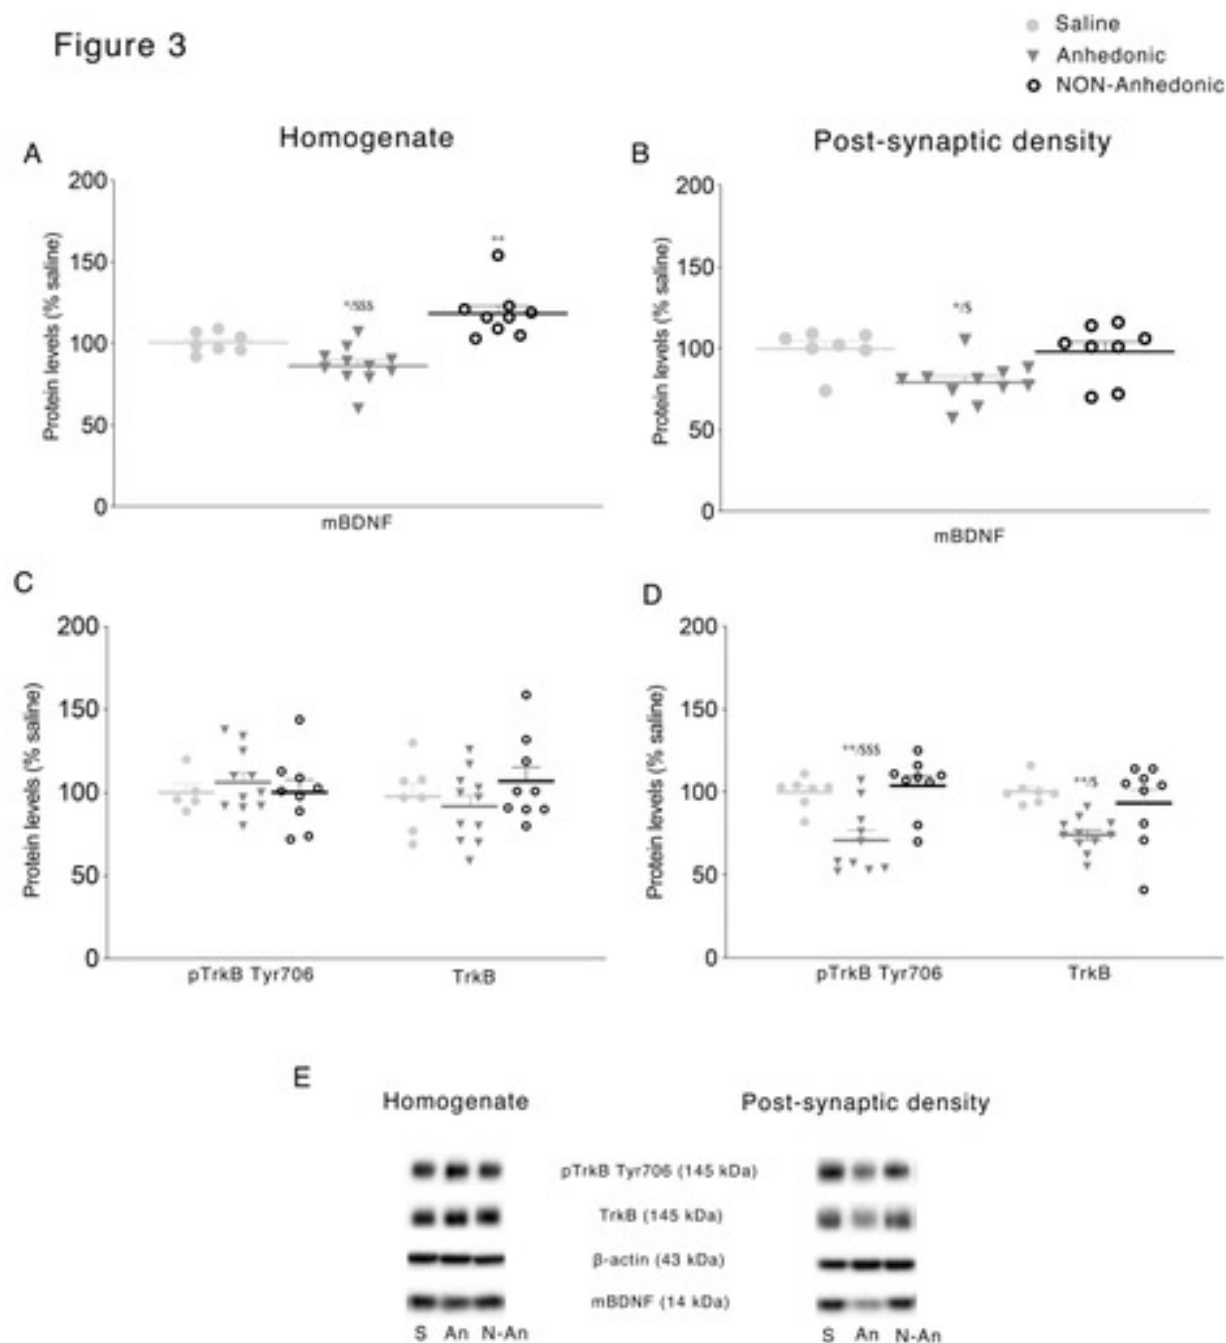 Figure 3
Saline
Anhedonic
NON-Anhedonic
A
Homogenate
Protein levels (% saline)
200
150
100
50
0
*/$$$
**
mBDNF
B
Post-synaptic density
Protein levels (% saline)
200
150
100
50
0
*/$
mBDNF
C
Protein levels (% saline)
200
150
100
50
0
pTrkB Tyr706
TrkB
D
Protein levels (% saline)
200
150
100
50
0
**/$$$
**/$
pTrkB Tyr706
TrkB
E
Homogenate
Post-synaptic density
pTrkB Tyr706 (145 kDa)
TrkB (145 kDa)
β-actin (43 kDa)
mBDNF (14 kDa)
S An N-An
S An N-An